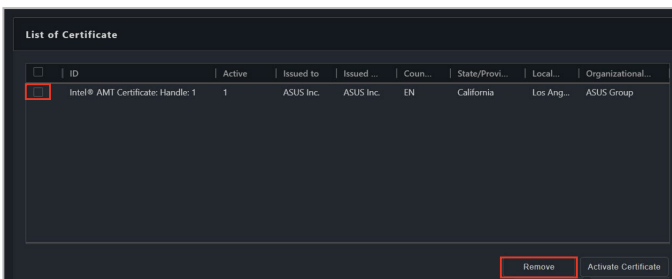 List of Certificate
ID Active Issued to Issued ... Coun... State/Provi... Local... Organizational...
Intel® AMT Certificate: Handle: 1 1 ASUS Inc. ASUS Inc. EN California Los Ang... ASUS Group
Remove Activate Certificate